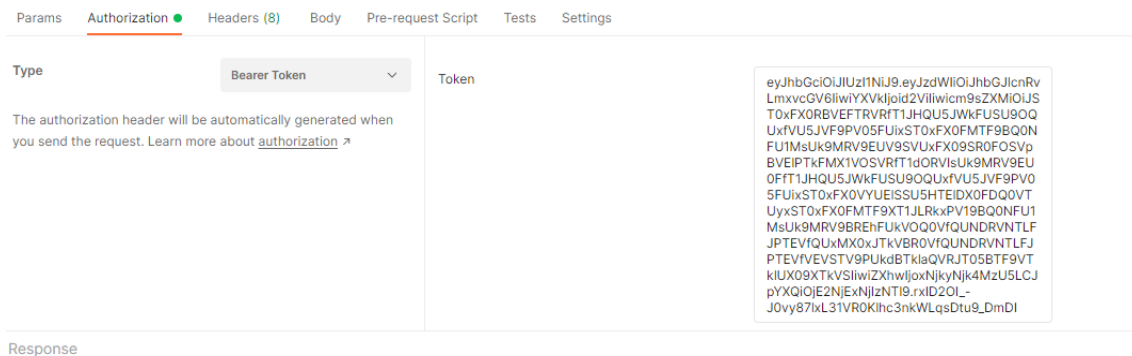 Params Authorization Headers (8) Body Pre-request Script Tests Settings
Type
Bearer Token
The authorization header will be automatically generated when
you send the request. Learn more about authorization ↗
Token
eyJhbGciOiJIUzI1NiJ9.eyJzdWIiOiJhbGJlcnRv
LmxvcGV6IiwiYXVkIjoid2ViIiwicm9sZXMiOiJS
T0xFX0RBVEFTRVRfT1JHQU5JWkFUSU9OQ
UxfVU5JVF9PV05FUixST0xFX0FMTF9BQ0N
FU1MsUk9MRV9EUV9SVUxFX09SR0FOSVp
BVElPTkFMX1VOSVRfT1dORVIsUk9MRV9EU
0FfT1JHQU5JWkFUSU9OQUxfVU5JVF9PV0
5FUixST0xFX0VYUElSSU5HTElDX0FDQ0VT
UyxST0xFX0FMTF9XT1JLRkxPV19BQ0NFU1
MsUk9MRV9BREhFUkVOQ0VfQUNDRVNTLF
JPTEVfQUxMX0xJTkVBR0VfQUNDRVNTLFJ
PTEVfVEVSTV9PUkdBTklaQVRJT05BTF9VT
klUX09XTkVSIiwiZXhwIjoxNjkyNjk4MzU5LCJ
pYXQiOjE2NjExNjIzNTl9.rxID2OI_-
J0vy87lxL31VR0Klhc3nkWLqsDtu9_DmDI
Response